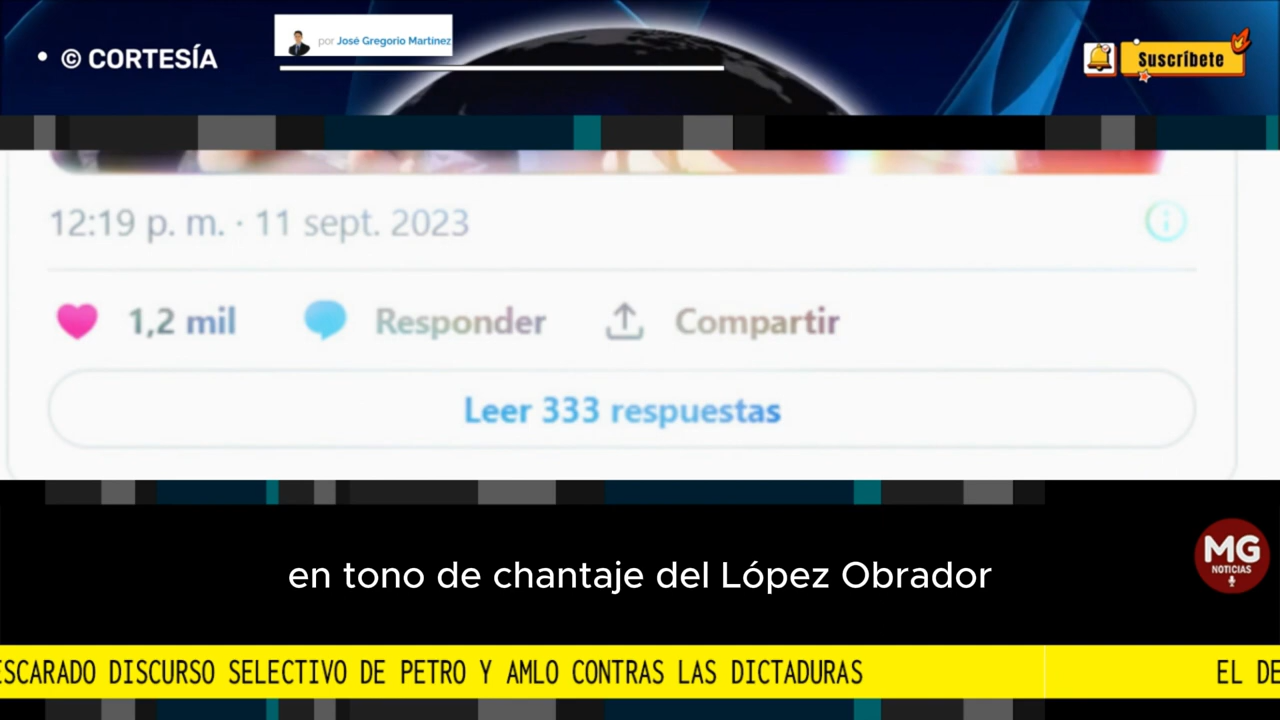 • © CORTESÍA
por José Gregorio Martínez
Suscríbete
12:19 p. m. · 11 sept. 2023
1,2 mil
Responder
Compartir
Leer 333 respuestas
en tono de chantaje del López Obrador
MG
NOTICIAS
ESCARADO DISCURSO SELECTIVO DE PETRO Y AMLO CONTRAS LAS DICTADURAS
EL DE